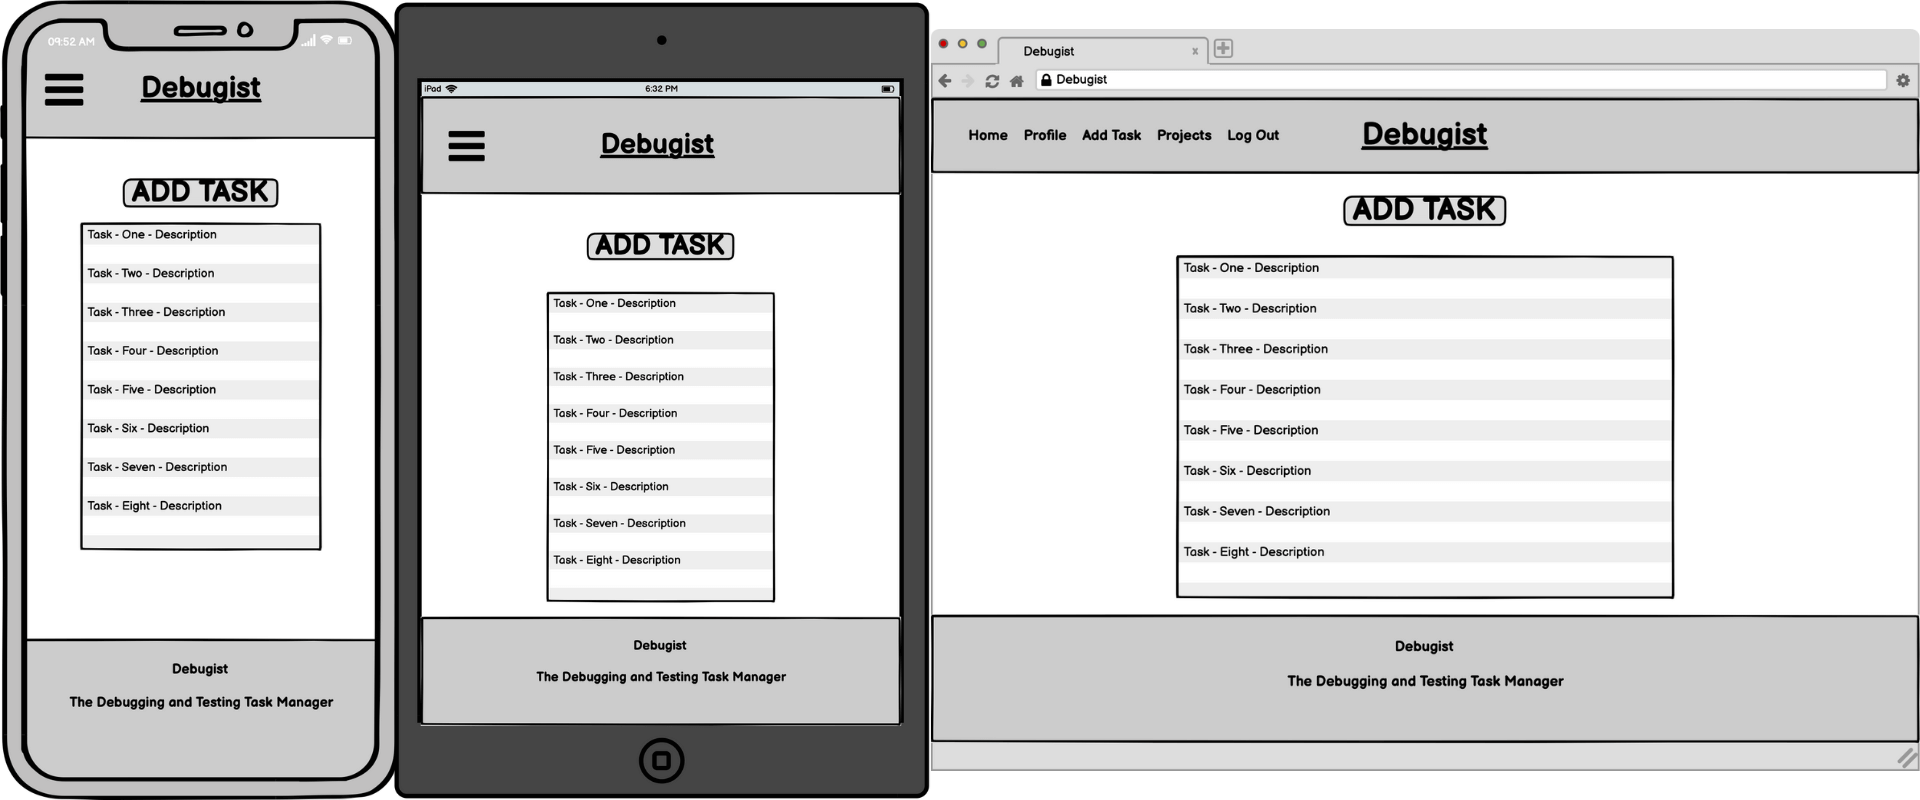 09:52 AM
Debugist
ADD TASK
Task - One - Description
Task - Two - Description
Task - Three - Description
Task - Four - Description
Task - Five - Description
Task - Six - Description
Task - Seven - Description
Task - Eight - Description
Debugist
The Debugging and Testing Task Manager
iPad
6:32 PM
Debugist
ADD TASK
Task - One - Description
Task - Two - Description
Task - Three - Description
Task - Four - Description
Task - Five - Description
Task - Six - Description
Task - Seven - Description
Task - Eight - Description
Debugist
The Debugging and Testing Task Manager
Debugist x
Debugist
Home Profile Add Task Projects Log Out Debugist
ADD TASK
Task - One - Description
Task - Two - Description
Task - Three - Description
Task - Four - Description
Task - Five - Description
Task - Six - Description
Task - Seven - Description
Task - Eight - Description
Debugist
The Debugging and Testing Task Manager